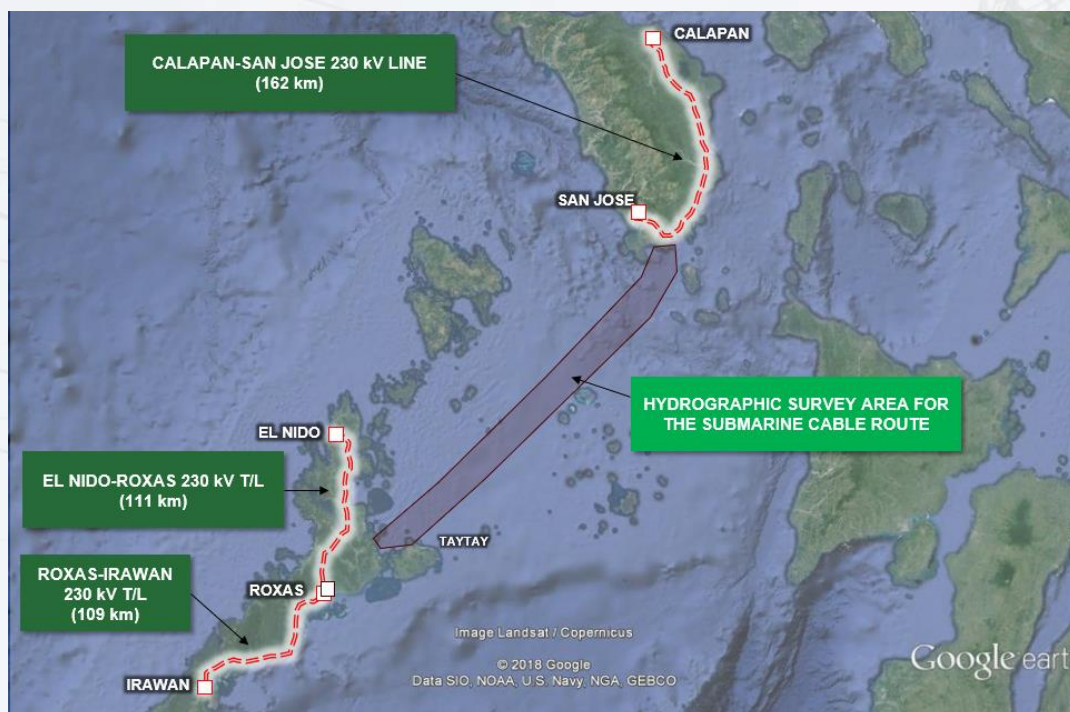 CALAPAN
CALAPAN-SAN JOSE 230 kV LINE
(162 km)
SAN JOSE
HYDROGRAPHIC SURVEY AREA FOR
THE SUBMARINE CABLE ROUTE
EL NIDO
EL NIDO-ROXAS 230 kV T/L
(111 km)
TAYTAY
ROXAS-IRAWAN
230 kV T/L
(109 km)
ROXAS
IRAWAN
Image Landsat / Copernicus
© 2018 Google
Data SIO, NOAA, U.S. Navy, NGA, GEBCO
Google eart